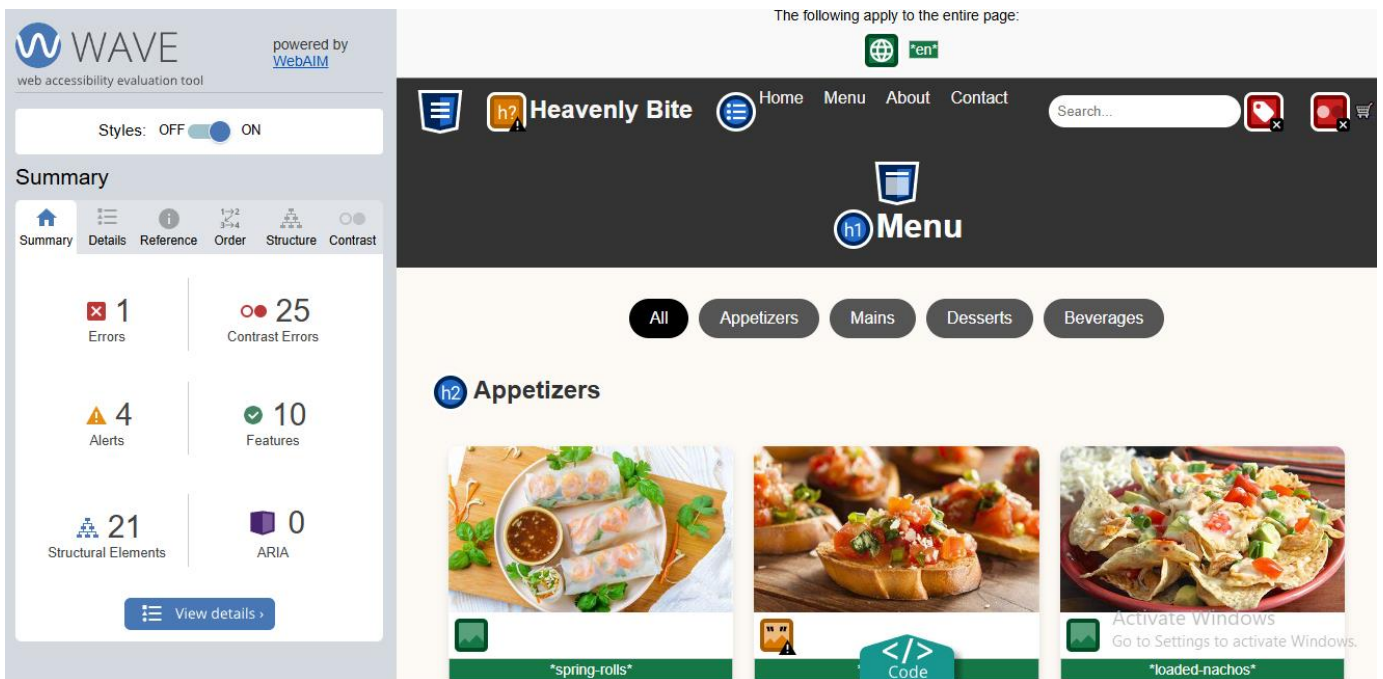 WAVE
web accessibility evaluation tool
powered by
WebAIM
Styles: OFF ON
Summary
Summary Details Reference Order Structure Contrast
1
Errors
25
Contrast Errors
4
Alerts
10
Features
21
Structural Elements
0
ARIA
View details ›
The following apply to the entire page:
*en*
h? Heavenly Bite
Home Menu About Contact
Search...
h1 Menu
All Appetizers Mains Desserts Beverages
h2 Appetizers
*spring-rolls*
</>
Code
*loaded-nachos*
Activate Windows
Go to Settings to activate Windows.